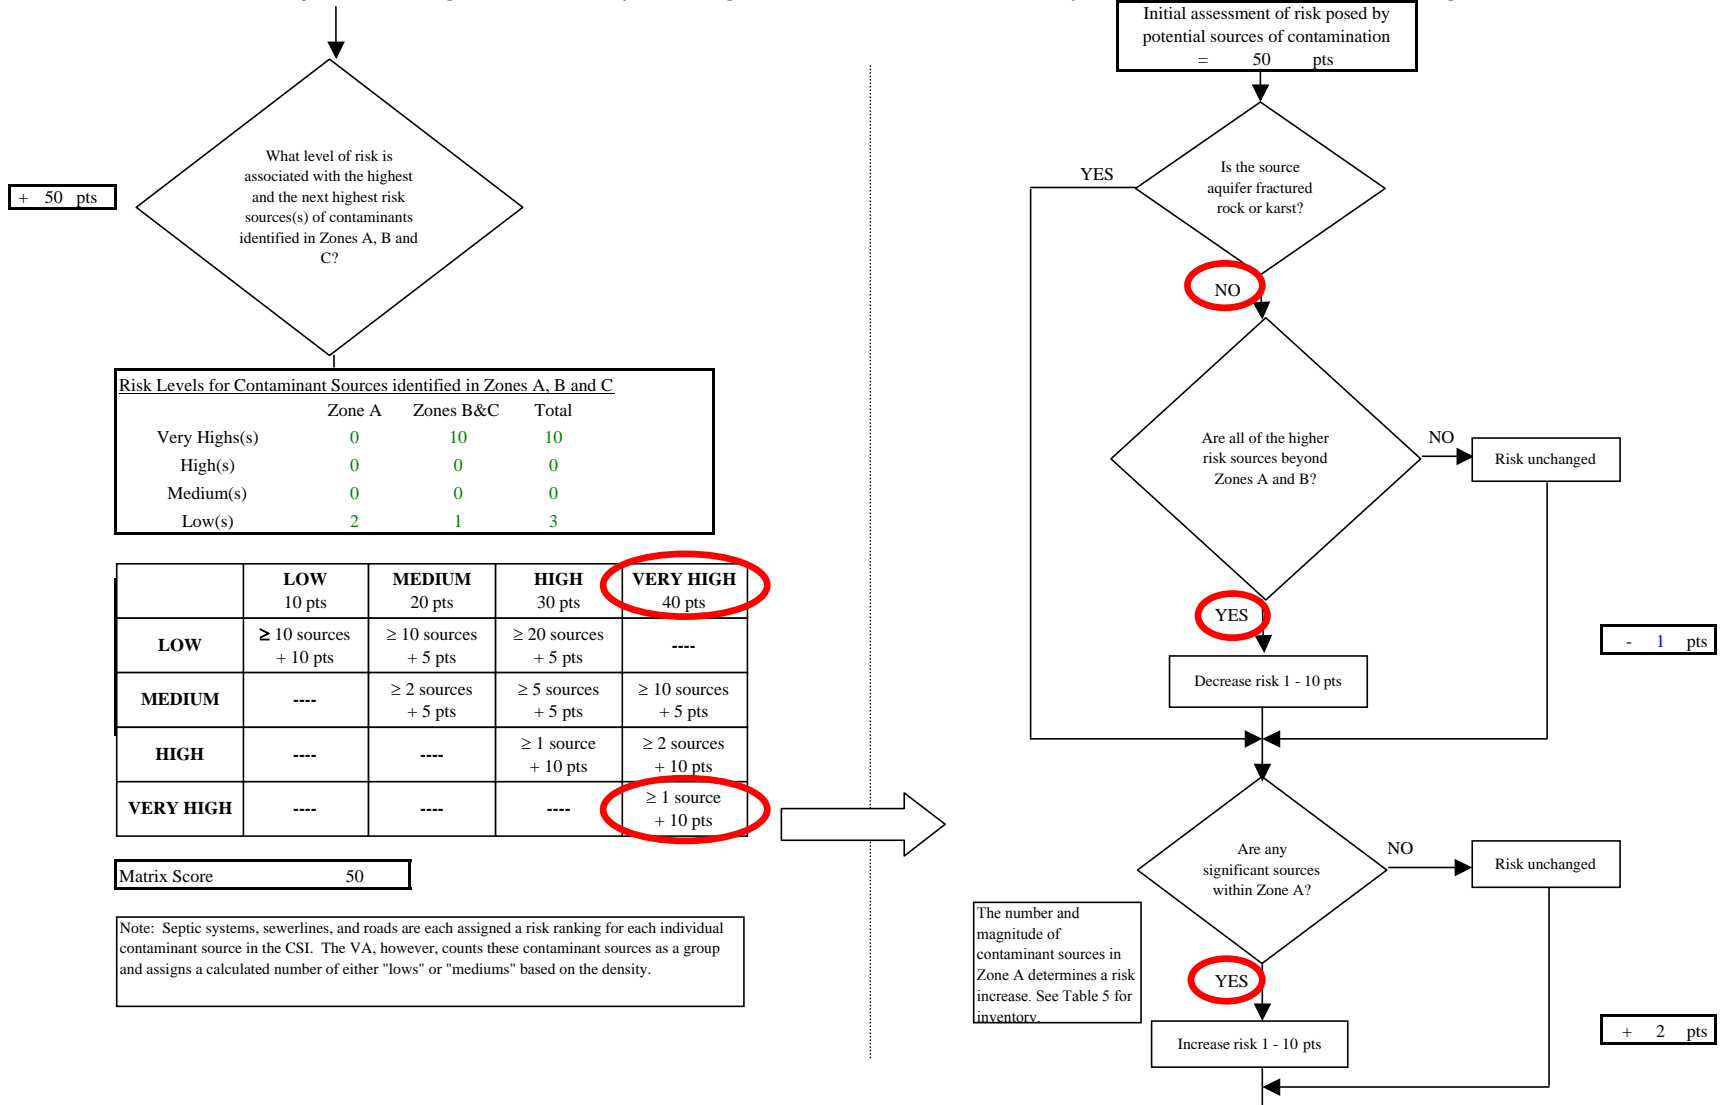 What level of risk is
associated with the highest
and the next highest risk
sources(s) of contaminants
identified in Zones A, B and
C?
+ 50 pts
Risk Levels for Contaminant Sources identified in Zones A, B and C
Zone A Zones B&C Total
Very Highs(s) 0 10 10
High(s) 0 0 0
Medium(s) 0 0 0
Low(s) 2 1 3
LOW MEDIUM HIGH VERY HIGH
10 pts 20 pts 30 pts 40 pts
LOW ≥ 10 sources ≥ 10 sources ≥ 20 sources ----
+ 10 pts + 5 pts + 5 pts
MEDIUM ---- ≥ 2 sources ≥ 5 sources ≥ 10 sources
+ 5 pts + 5 pts + 5 pts
HIGH ---- ---- ≥ 1 source ≥ 2 sources
+ 10 pts + 10 pts
VERY HIGH ---- ---- ---- ≥ 1 source
+ 10 pts
Matrix Score 50
Note: Septic systems, sewerlines, and roads are each assigned a risk ranking for each individual
contaminant source in the CSI. The VA, however, counts these contaminant sources as a group
and assigns a calculated number of either "lows" or "mediums" based on the density.
Initial assessment of risk posed by
potential sources of contamination
= 50 pts
Is the source
aquifer fractured
rock or karst?
YES
NO
Are all of the higher
risk sources beyond
Zones A and B?
NO
Risk unchanged
YES
Decrease risk 1 - 10 pts
- 1 pts
Are any
significant sources
within Zone A?
NO
Risk unchanged
The number and
magnitude of
contaminant sources in
Zone A determines a risk
increase. See Table 5 for
inventory.
YES
Increase risk 1 - 10 pts
+ 2 pts